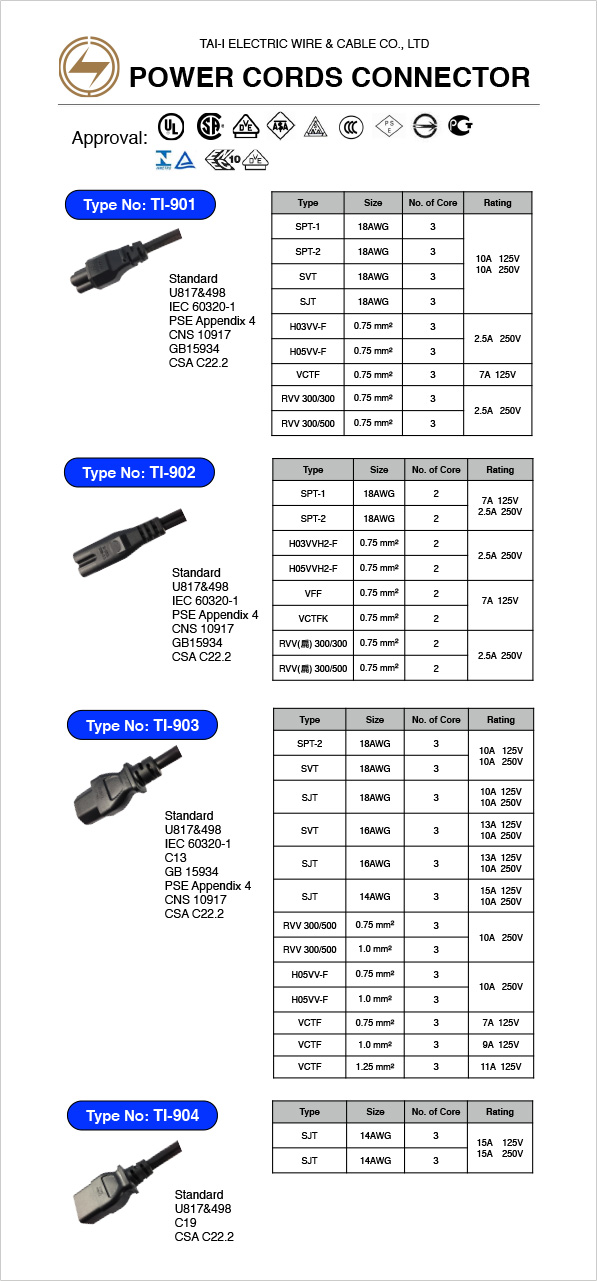 TAI-I ELECTRIC WIRE & CABLE CO., LTD
POWER CORDS CONNECTOR
Approval:
Type No: TI-901
Standard
U817&498
IEC 60320-1
PSE Appendix 4
CNS 10917
GB15934
CSA C22.2
Type Size No. of Core Rating
SPT-1 18AWG 3 10A 125V
10A 250V
SPT-2 18AWG 3
SVT 18AWG 3
SJT 18AWG 3
H03VV-F 0.75 mm² 3 2.5A 250V
H05VV-F 0.75 mm² 3
VCTF 0.75 mm² 3 7A 125V
RVV 300/300 0.75 mm² 3 2.5A 250V
RVV 300/500 0.75 mm² 3
Type No: TI-902
Standard
U817&498
IEC 60320-1
PSE Appendix 4
CNS 10917
GB15934
CSA C22.2
Type Size No. of Core Rating
SPT-1 18AWG 2 7A 125V
2.5A 250V
SPT-2 18AWG 2
H03VVH2-F 0.75 mm² 2 2.5A 250V
H05VVH2-F 0.75 mm² 2
VFF 0.75 mm² 2 7A 125V
VCTFK 0.75 mm² 2
RVV(扁) 300/300 0.75 mm² 2 2.5A 250V
RVV(扁) 300/500 0.75 mm² 2
Type No: TI-903
Standard
U817&498
IEC 60320-1
C13
GB 15934
PSE Appendix 4
CNS 10917
CSA C22.2
Type Size No. of Core Rating
SPT-2 18AWG 3 10A 125V
10A 250V
SVT 18AWG 3
SJT 18AWG 3 10A 125V
10A 250V
SVT 16AWG 3 13A 125V
10A 250V
SJT 16AWG 3 13A 125V
10A 250V
SJT 14AWG 3 15A 125V
10A 250V
RVV 300/500 0.75 mm² 3 10A 250V
RVV 300/500 1.0 mm² 3
H05VV-F 0.75 mm² 3 10A 250V
H05VV-F 1.0 mm² 3
VCTF 0.75 mm² 3 7A 125V
VCTF 1.0 mm² 3 9A 125V
VCTF 1.25 mm² 3 11A 125V
Type No: TI-904
Standard
U817&498
C19
CSA C22.2
Type Size No. of Core Rating
SJT 14AWG 3 15A 125V
15A 250V
SJT 14AWG 3